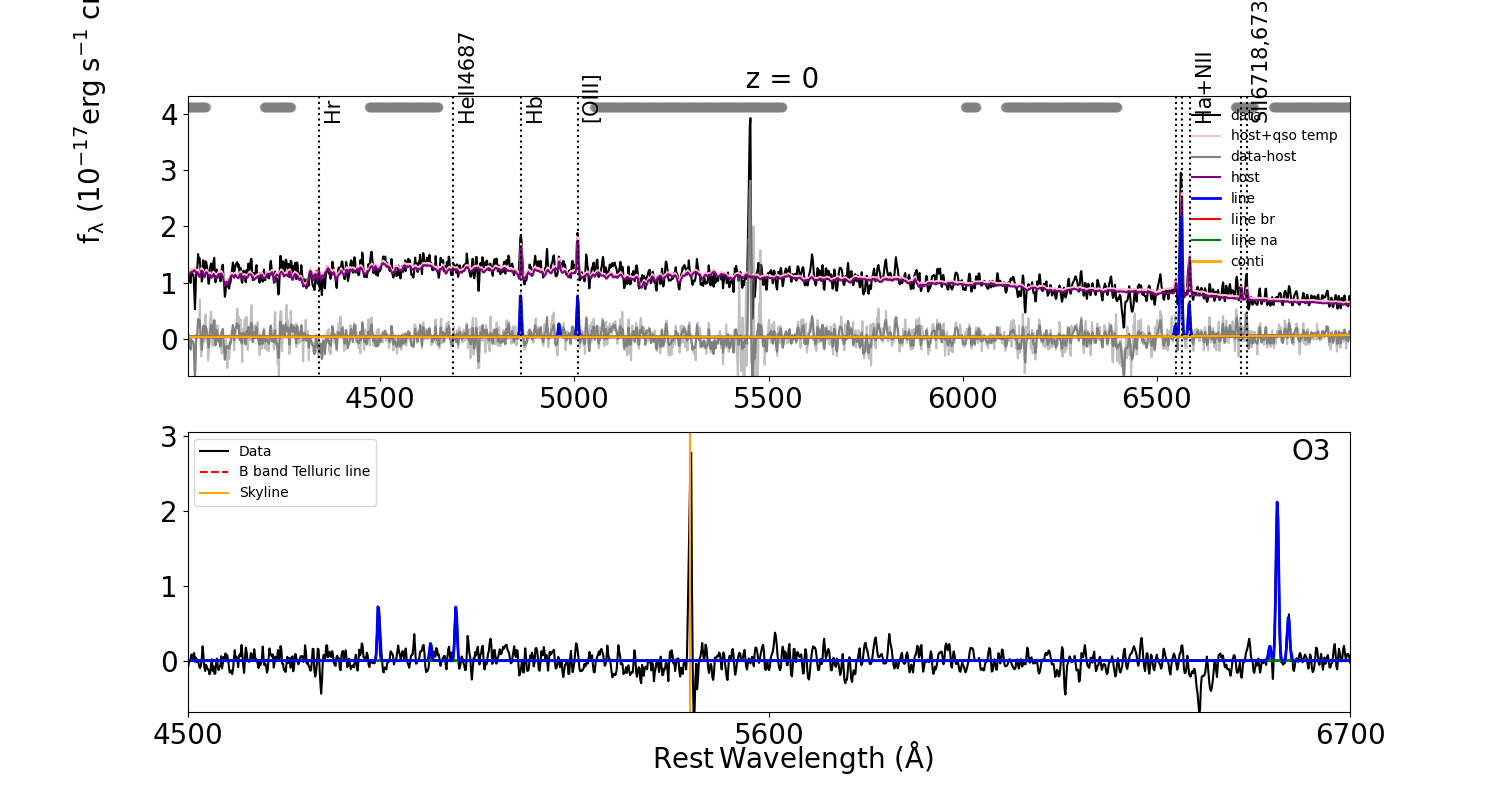 z = 0
f_λ (10^{-17} erg s^{-1}
Hr
HeII4687
Hb
[OIII]
Ha+NII
SII6718,673
data
host+qso temp
data-host
host
line
line br
line na
conti
4
3
2
1
0
4500 5000 5500 6000 6500
O3
Data
B band Telluric line
Skyline
3
2
1
0
4500 5600 6700
Rest Wavelength (Å)